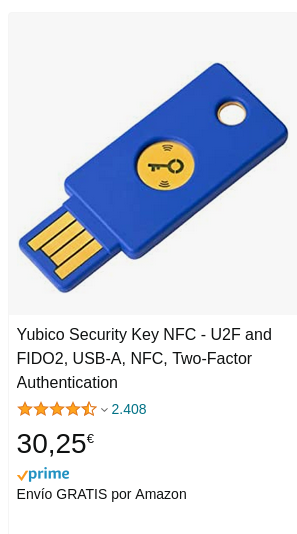 Yubico Security Key NFC - U2F and
FIDO2, USB-A, NFC, Two-Factor
Authentication
2.408
30,25€
prime
Envío GRATIS por Amazon